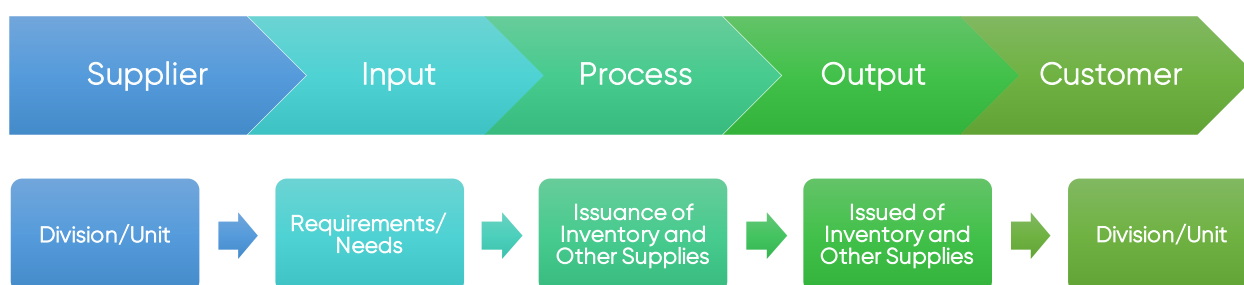 Supplier
Input
Process
Output
Customer
Division/Unit
Requirements/
Needs
Issuance of
Inventory and
Other Supplies
Issued of
Inventory and
Other Supplies
Division/Unit